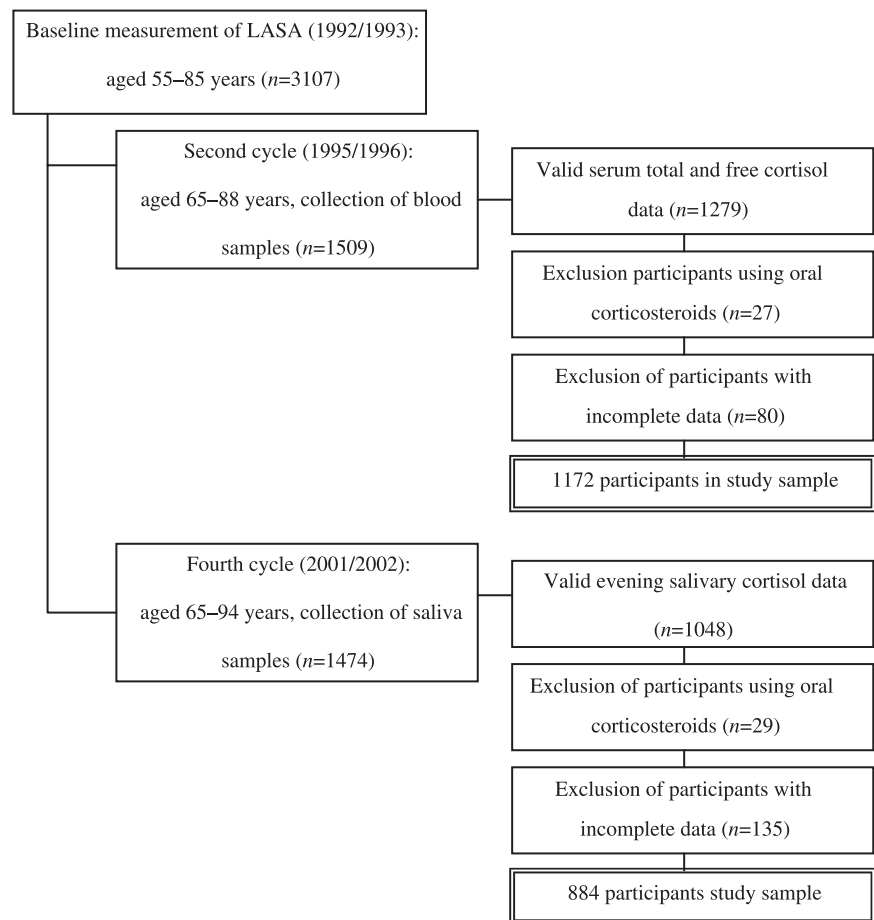 Baseline measurement of LASA (1992/1993):
aged 55–85 years (n=3107)
Second cycle (1995/1996):
aged 65–88 years, collection of blood
samples (n=1509)
Valid serum total and free cortisol
data (n=1279)
Exclusion participants using oral
corticosteroids (n=27)
Exclusion of participants with
incomplete data (n=80)
1172 participants in study sample
Fourth cycle (2001/2002):
aged 65–94 years, collection of saliva
samples (n=1474)
Valid evening salivary cortisol data
(n=1048)
Exclusion of participants using oral
corticosteroids (n=29)
Exclusion of participants with
incomplete data (n=135)
884 participants study sample